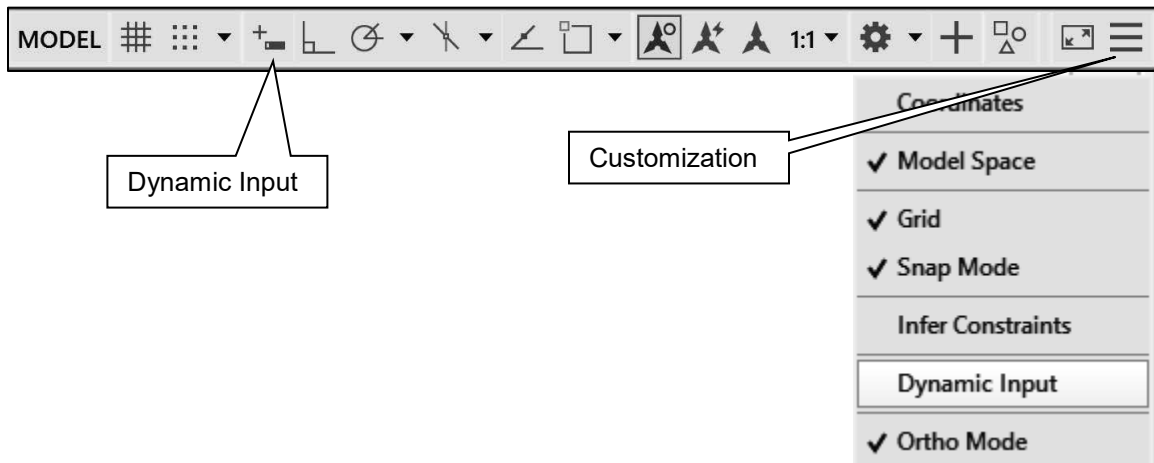 MODEL 1:1
Dynamic Input
Customization
Coordinates
✓ Model Space
✓ Grid
✓ Snap Mode
Infer Constraints
Dynamic Input
✓ Ortho Mode